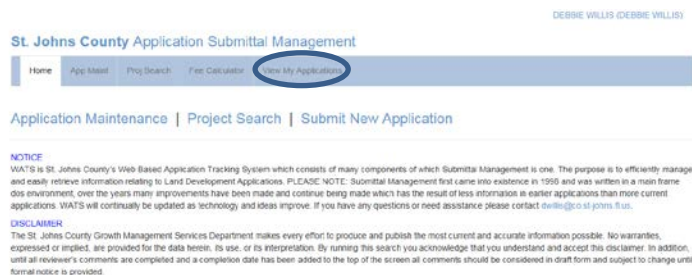 DEBBIE WILLIS (DEBBIE WILLIS)
St. Johns County Application Submittal Management
Home App Maint Proj Search Fee Calculator View My Applications
Application Maintenance | Project Search | Submit New Application
NOTICE
WATS is St. Johns County's Web Based Application Tracking System which consists of many components of which Submittal Management is one. The purpose is to efficiently manage
and easily retrieve information relating to Land Development Applications. PLEASE NOTE: Submittal Management first came into existence in 1995 and was written in a main frame
dos environment, over the years many improvements have been made and continue being made which has the result of less information in earlier applications than more current
applications. WATS will continually be updated as technology and ideas improve. If you have any questions or need assistance please contact dwillis@co.st-johns.fl.us.
DISCLAIMER
The St. Johns County Growth Management Services Department makes every effort to produce and publish the most current and accurate information possible. No warranties,
expressed or implied, are provided for the data herein, its use, or its interpretation. By running this search you acknowledge that you understand and accept this disclaimer. In addition,
until all reviewer's comments are completed and a completion date has been added to the top of the screen all comments should be considered in draft form and subject to change until
formal notice is provided.